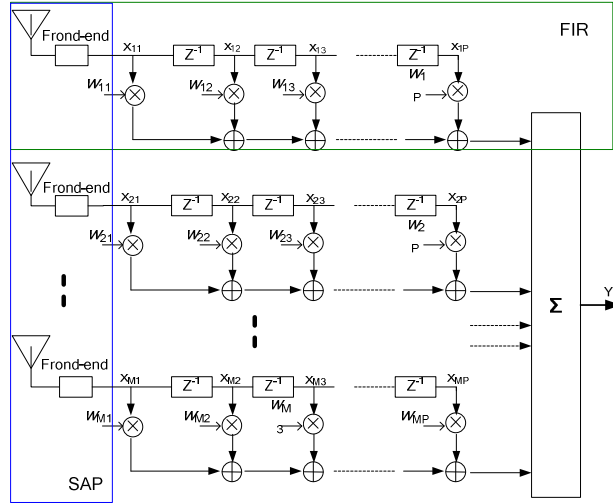 FIR
Frond-end
x11 Z-1 x12 Z-1 x13 Z-1 x1P
W11 W12 W13 W1
P
Frond-end
x21 Z-1 x22 Z-1 x23 Z-1 x2P
W21 W22 W23 W2
P
Y
Σ
Frond-end
xM1 Z-1 xM2 Z-1 xM3 Z-1 xMP
WM1 WM2 WM WMP
3
SAP